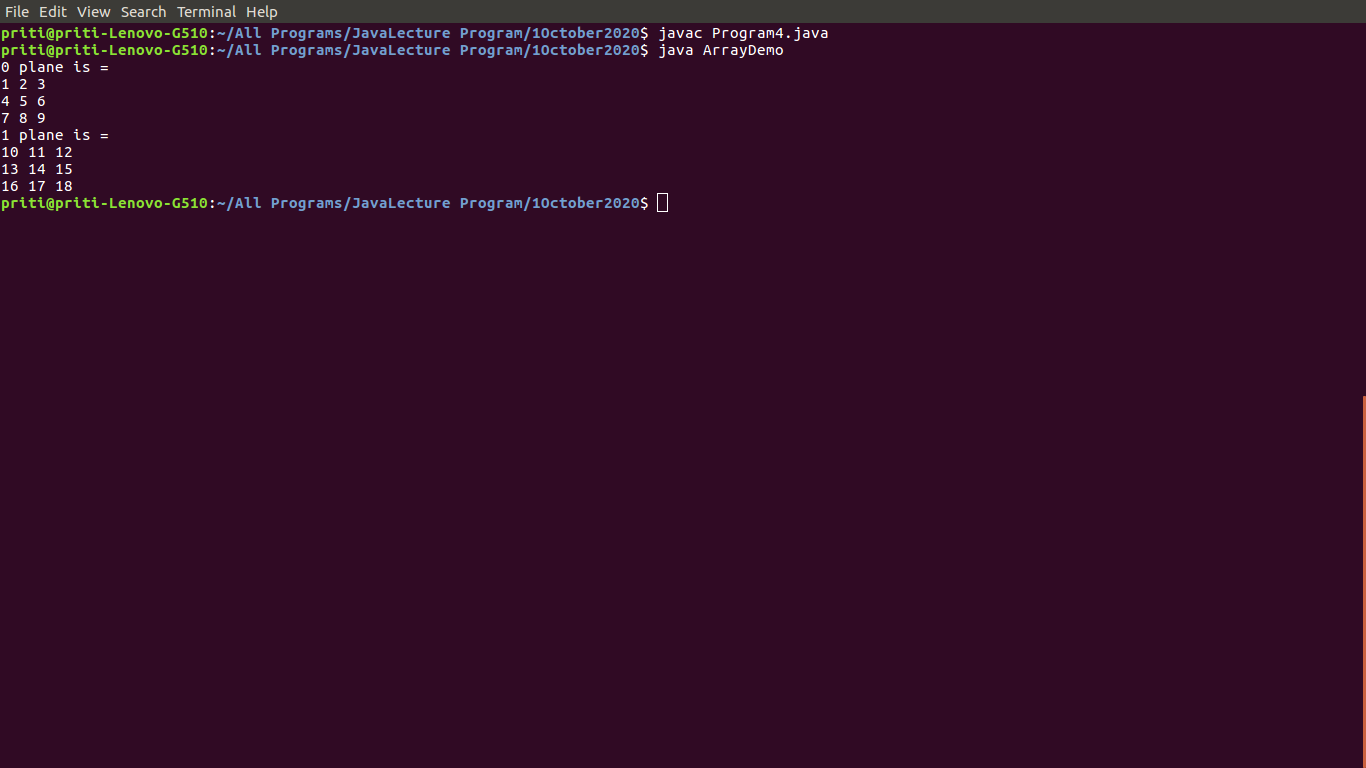 File Edit View Search Terminal Help
priti@priti-Lenovo-G510:~/All Programs/JavaLecture Program/1October2020$ javac Program4.java
priti@priti-Lenovo-G510:~/All Programs/JavaLecture Program/1October2020$ java ArrayDemo
0 plane is =
1 2 3
4 5 6
7 8 9
1 plane is =
10 11 12
13 14 15
16 17 18
priti@priti-Lenovo-G510:~/All Programs/JavaLecture Program/1October2020$